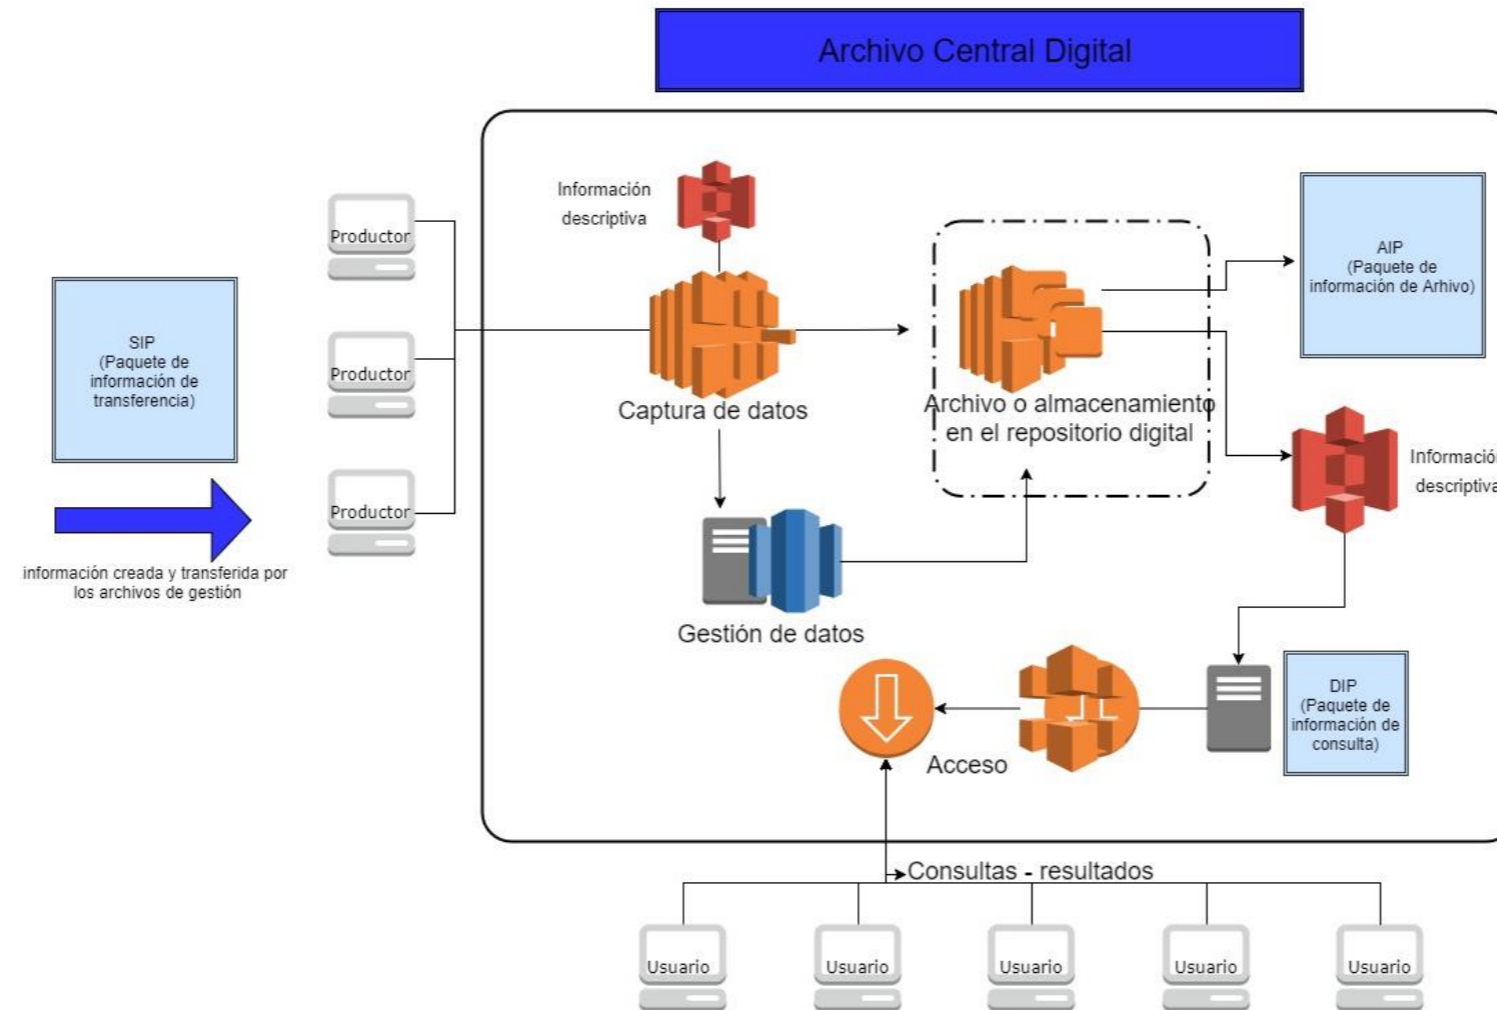 Archivo Central Digital
Información
descriptiva
Productor
Productor
Productor
SIP
(Paquete de
información de
transferencia)
información creada y transferida por
los archivos de gestión
Captura de datos
Archivo o almacenamiento
en el repositorio digital
AIP
(Paquete de
información de Arhivo)
Información
descriptiva
Gestión de datos
DIP
(Paquete de
información de
consulta)
Acceso
Consultas - resultados
Usuario
Usuario
Usuario
Usuario
Usuario